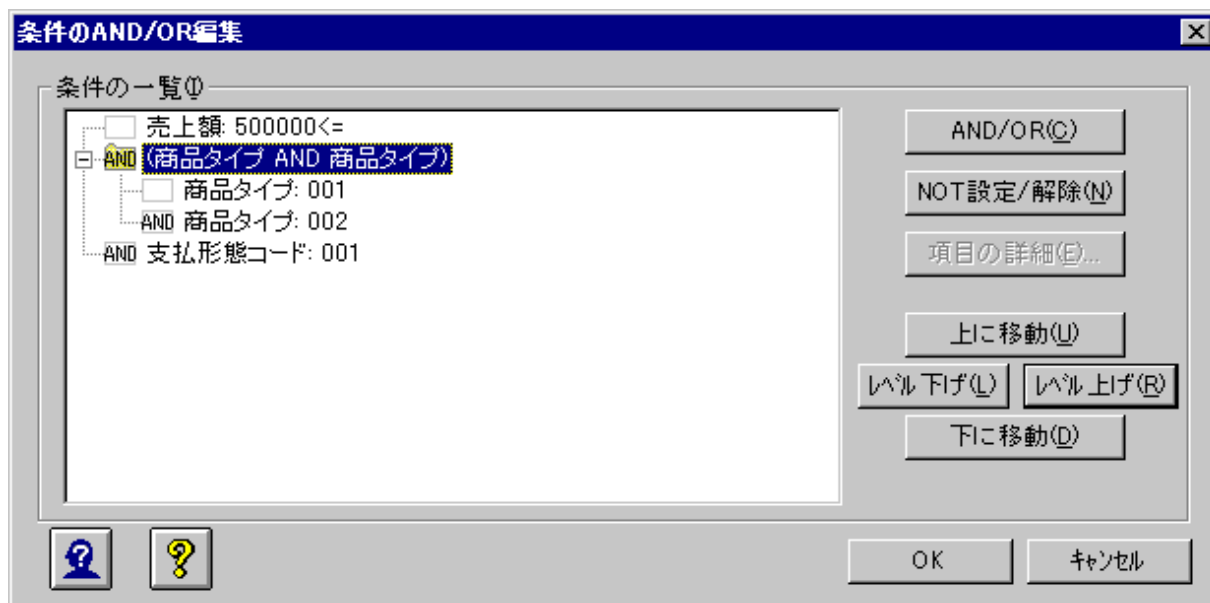 条件のAND/OR編集
条件の一覧(I)
売上額: 500000<=
AND (商品タイプ AND 商品タイプ)
商品タイプ: 001
AND 商品タイプ: 002
AND 支払形態コード: 001
AND/OR(C)
NOT設定/解除(N)
項目の詳細(E)...
上に移動(U)
レベル下げ(L) レベル上げ(R)
下に移動(D)
OK キャンセル